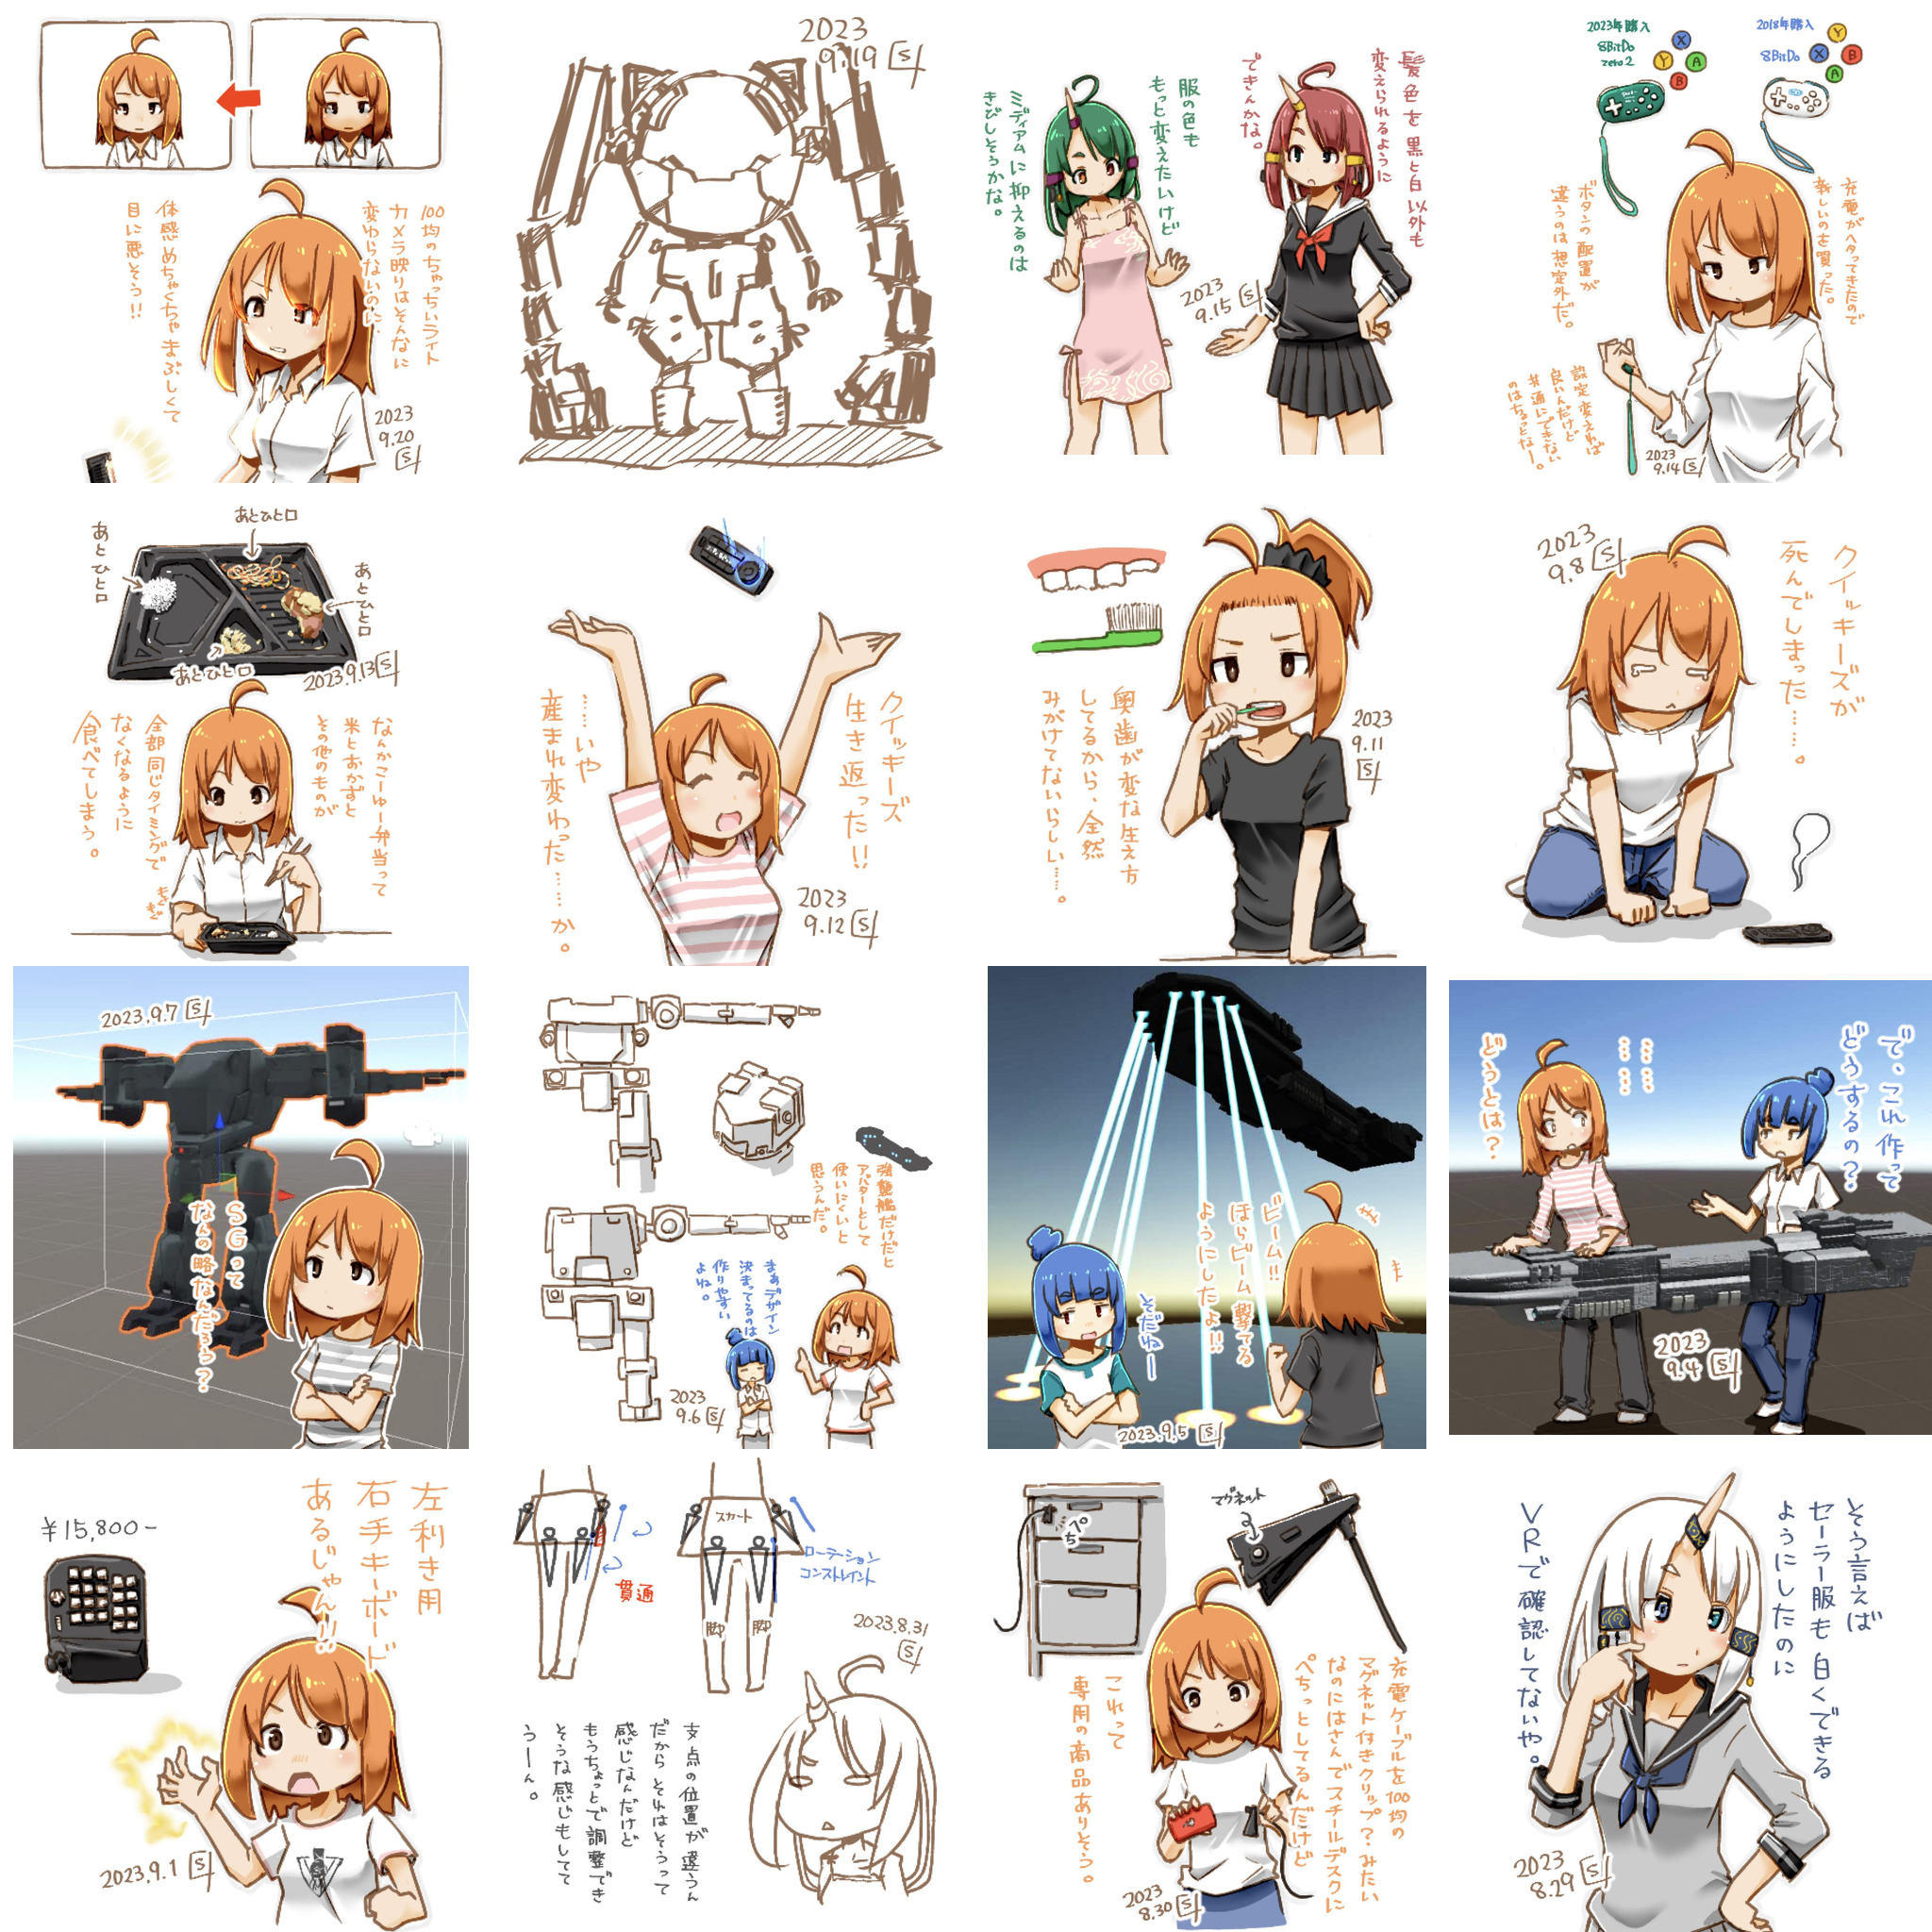 100均のちゃっちいライト
カメラ映りはそんなに
変わらないのに、
体感めちゃくちゃまぶしくて
目に悪そう!!
2023
9.20
2023
9.19
髪色を黒と白以外も
変えられるように
できんかな。
服の色も
もっと変えたいけど
ミディアムに抑えるのは
きびしそうかな。
2023
9.15
2023年購入
8BitDo
zero2
X
Y
A
B
2018年購入
8BitDo
Y
X
B
A
充電がヘタってきたので
新しいのを買った。
ボタンの配置が
違うのは想定外だ。
設定変えれば
良いんだけど
共通にできない
のはちょっとなー。
2023
9.14
あとひと口
あとひと口
あとひと口
あとひと口
2023.9.13
なんかこーゆー弁当って
米とおかずと
その他のものが
全部同じタイミングで
なくなるように
食べてしまう。
もぐもぐ
クイッキーズ
生き返った!!
……いや
産まれ変わった……か。
2023
9.12
奥歯が変な生え方
してるから、全然
みがけてないらしい……。
2023
9.11
2023
9.8
クイッキーズが
死んでしまった……。
2023.9.7
SGって
なんの略なんだろう?
強襲艦だけだと
アバターとして
使いにくいと
思うんだ。
まぁデザイン
決まってるのは
作りやすい
よね。
2023
9.6
ビーム!!
ほらビーム撃てる
ようにしたよ!!
そだねー
2023.9.5
で、これ作って
どうするの?
……
……
どうとは?
2023
9.4
左利き用
右手キーボード
あるじゃん!!
¥15,800-
2023.9.1
スカート
ローテーション
コンストレイント
貫通
脚
脚
2023.8.31
支点の位置が違うん
だからそれはそうって
感じなんだけど
もうちょっとで調整でき
そうな感じもしてて
うーん。
マグネット
ぺち
充電ケーブルを100均の
マグネット付きクリップ?みたい
なのにはさんでスチールデスクに
ぺちっとしてるんだけど
これって
専用の商品ありそう。
2023
8.30
そう言えば
セーラー服も白くできる
ようにしたのに
VRで確認してないや。
2023
8.29